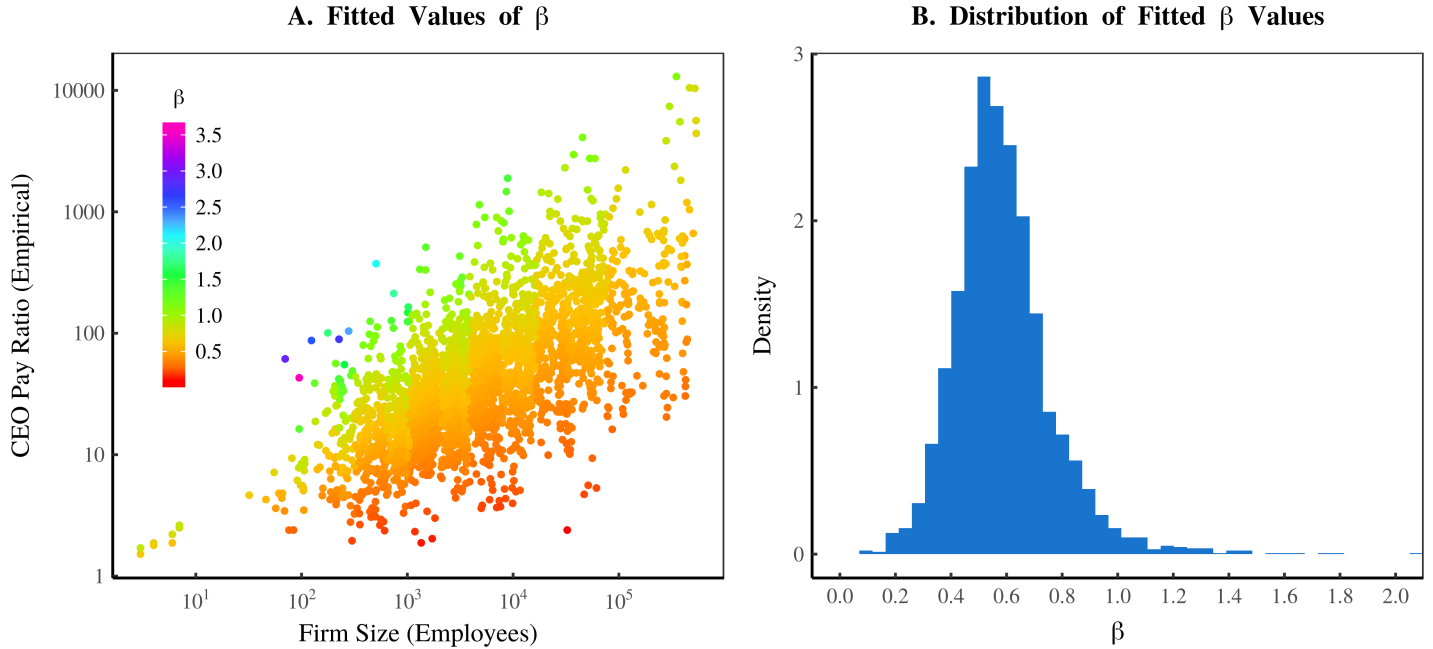 A. Fitted Values of β
CEO Pay Ratio (Empirical)
10000
1000
100
10
1
β
3.5
3.0
2.5
2.0
1.5
1.0
0.5
10¹
10²
10³
10⁴
10⁵
Firm Size (Employees)
B. Distribution of Fitted β Values
Density
3
2
1
0
0.0 0.2 0.4 0.6 0.8 1.0 1.2 1.4 1.6 1.8 2.0
β